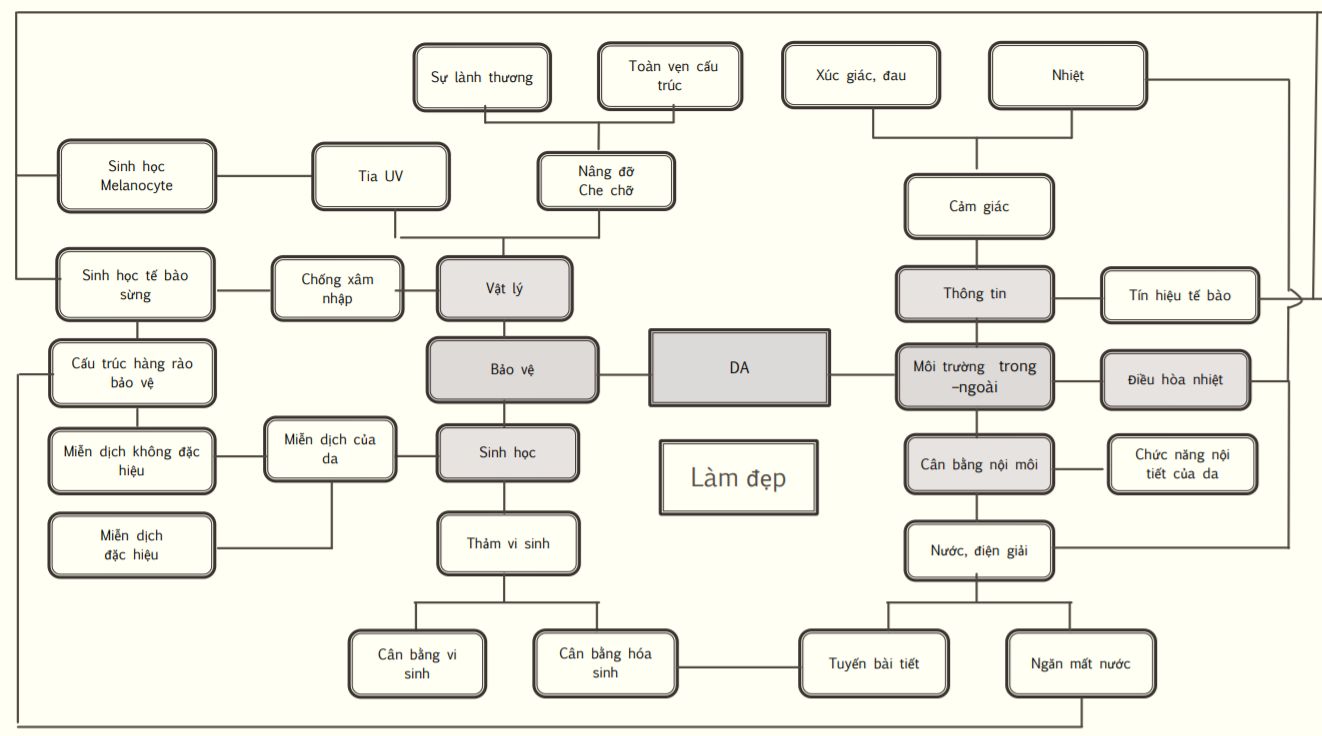 Sự lành thương
Toàn vẹn cấu
trúc
Xúc giác, đau
Nhiệt
Sinh học
Melanocyte
Tia UV
Nâng đỡ
Che chỡ
Cảm giác
Sinh học tế bào
sừng
Chống xâm
nhập
Vật lý
Thông tin
Tín hiệu tế bào
Cấu trúc hàng rào
bảo vệ
Bảo vệ
DA
Môi trường trong
–ngoài
Điều hòa nhiệt
Miễn dịch không đặc
hiệu
Miễn dịch của
da
Sinh học
Làm đẹp
Cân bằng nội môi
Chức năng nội
tiết của da
Miễn dịch
đặc hiệu
Thảm vi sinh
Nước, điện giải
Cân bằng vi
sinh
Cân bằng hóa
sinh
Tuyến bài tiết
Ngăn mất nước